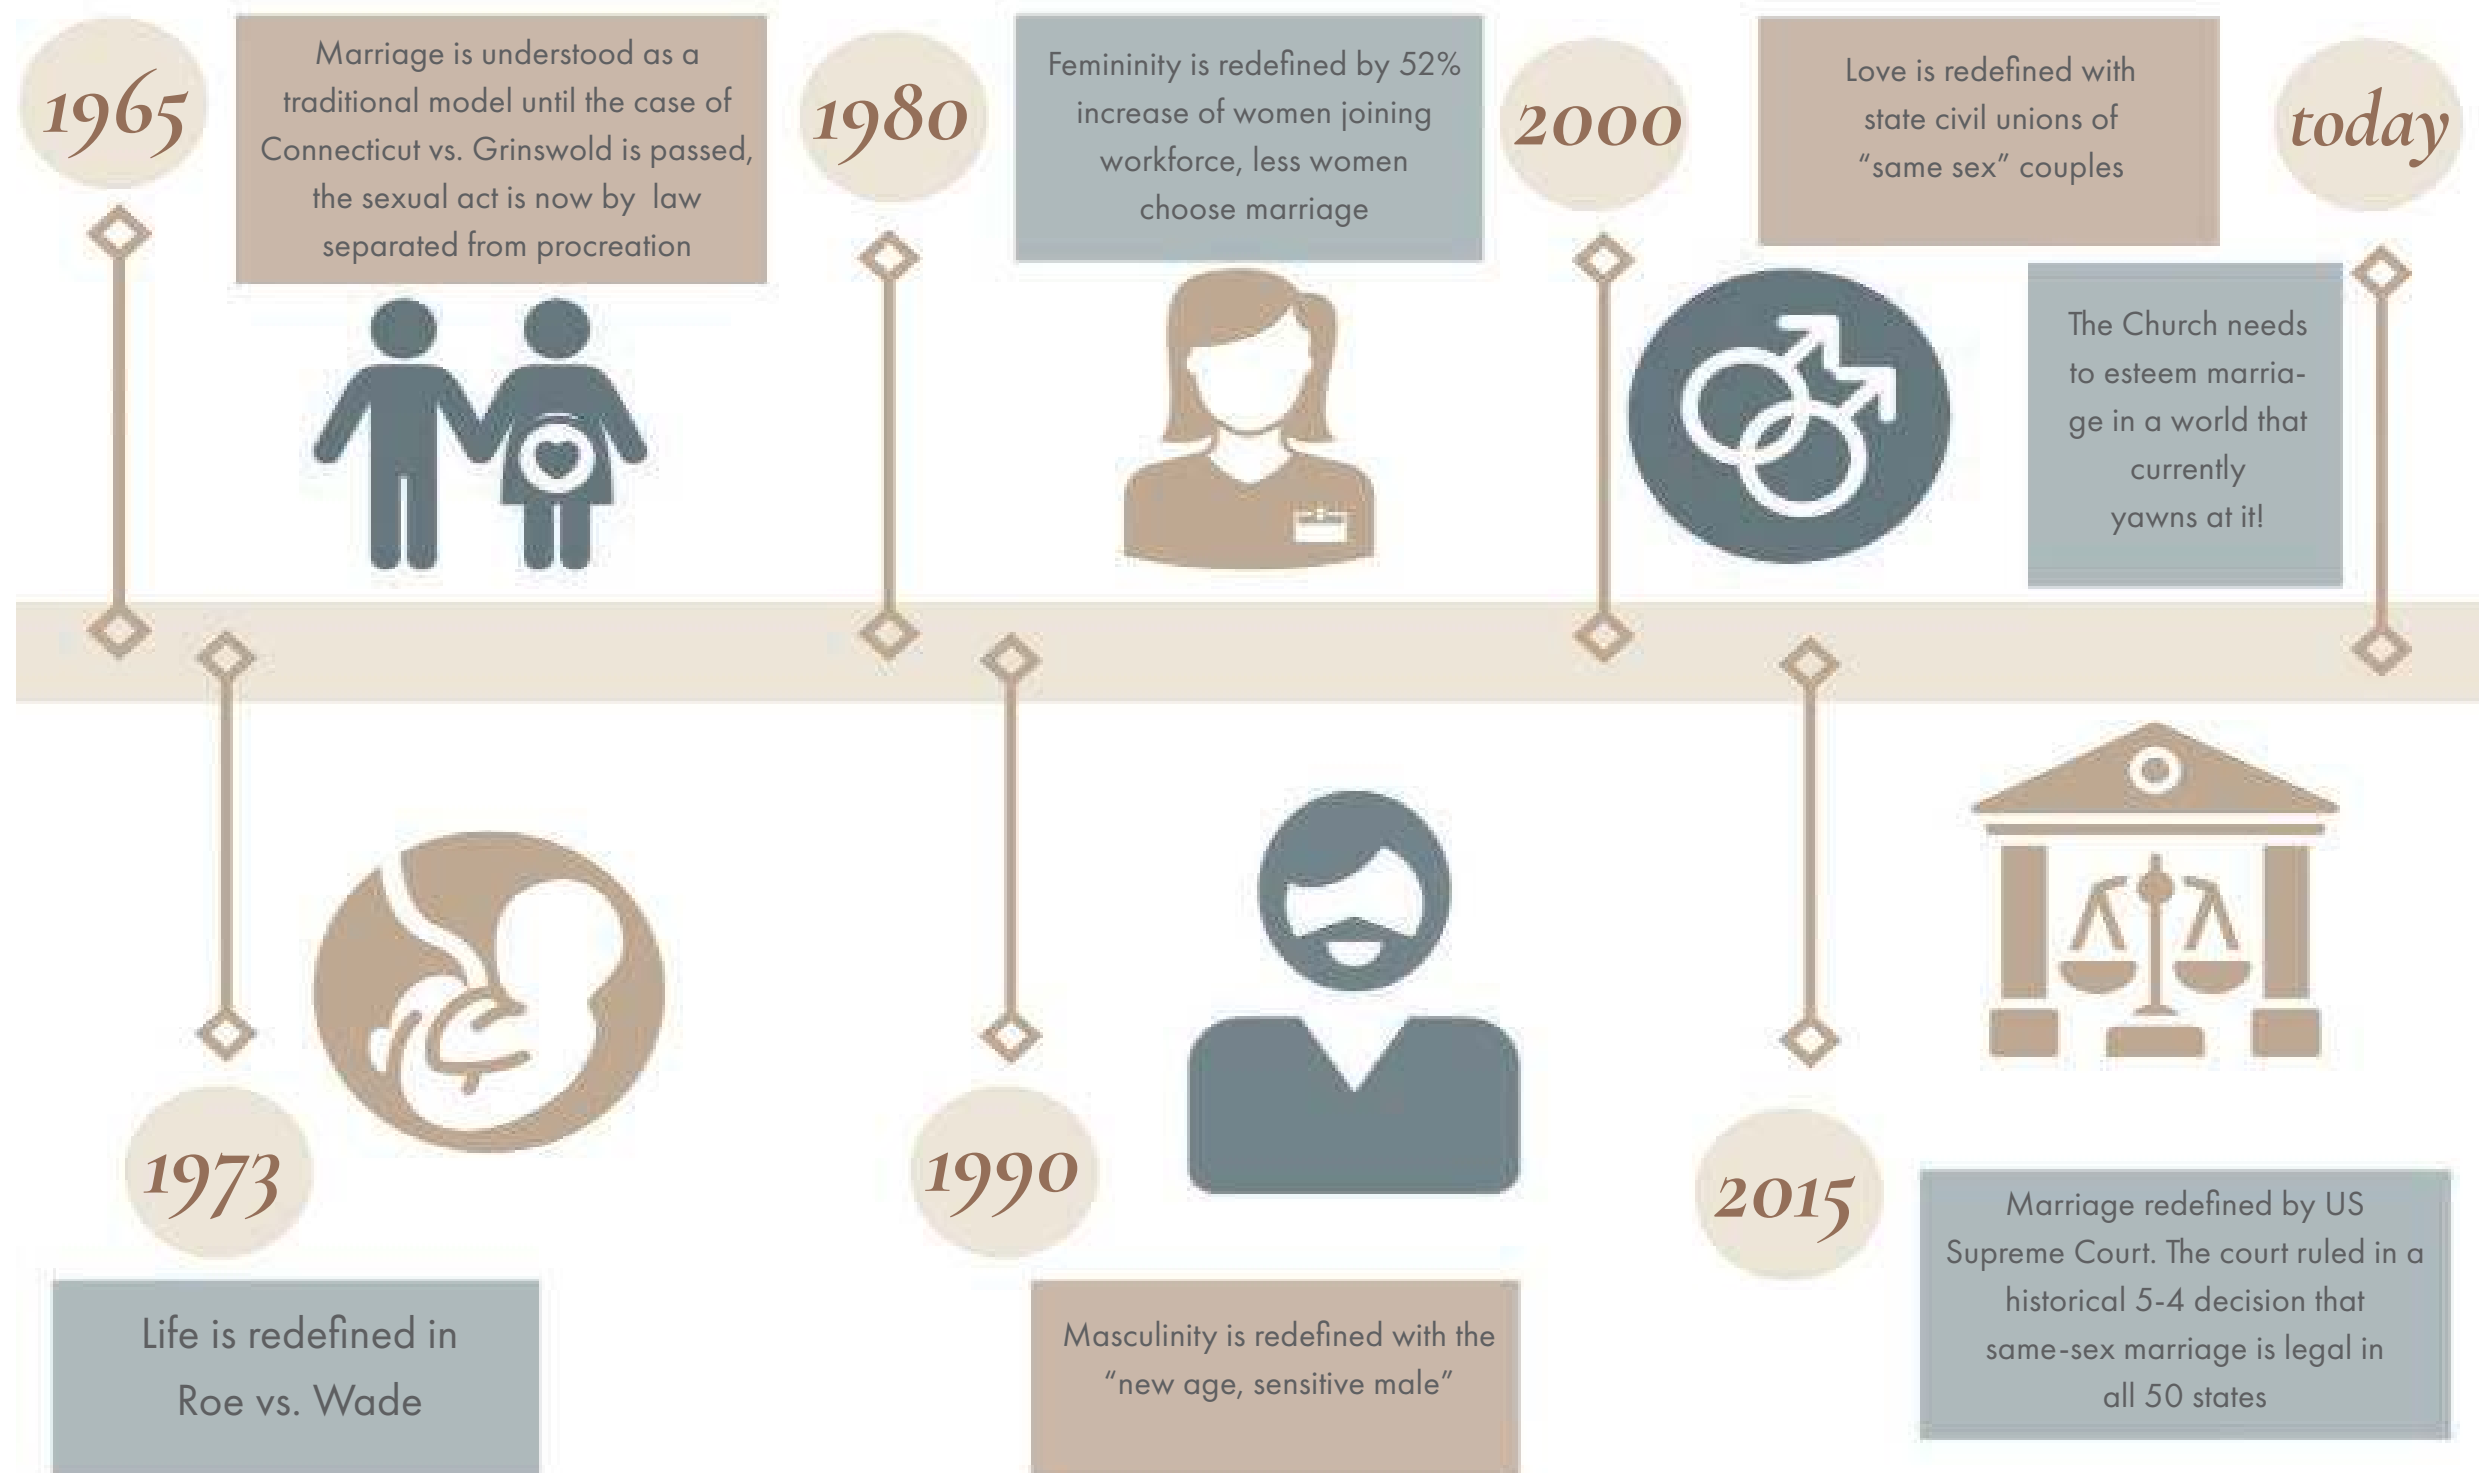 1965
Marriage is understood as a
traditional model until the case of
Connecticut vs. Grinswold is passed,
the sexual act is now by law
separated from procreation
1980
Femininity is redefined by 52%
increase of women joining
workforce, less women
choose marriage
2000
Love is redefined with
state civil unions of
“same sex” couples
today
The Church needs
to esteem marria-
ge in a world that
currently
yawns at it!
1973
Life is redefined in
Roe vs. Wade
1990
Masculinity is redefined with the
“new age, sensitive male”
2015
Marriage redefined by US
Supreme Court. The court ruled in a
historical 5-4 decision that
same-sex marriage is legal in
all 50 states